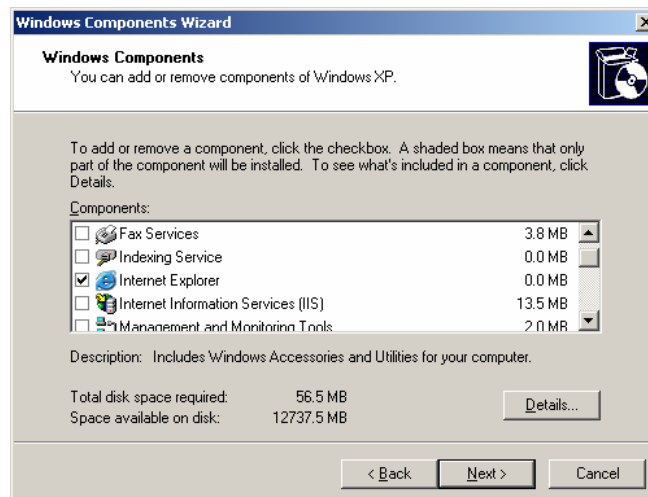 Windows Components Wizard
Windows Components
You can add or remove components of Windows XP.
To add or remove a component, click the checkbox. A shaded box means that only
part of the component will be installed. To see what's included in a component, click
Details.
Components:
Fax Services 3.8 MB
Indexing Service 0.0 MB
Internet Explorer 0.0 MB
Internet Information Services (IIS) 13.5 MB
Management and Monitoring Tools 2.0 MB
Description: Includes Windows Accessories and Utilities for your computer.
Total disk space required: 56.5 MB
Space available on disk: 12737.5 MB
Details...
< Back Next > Cancel